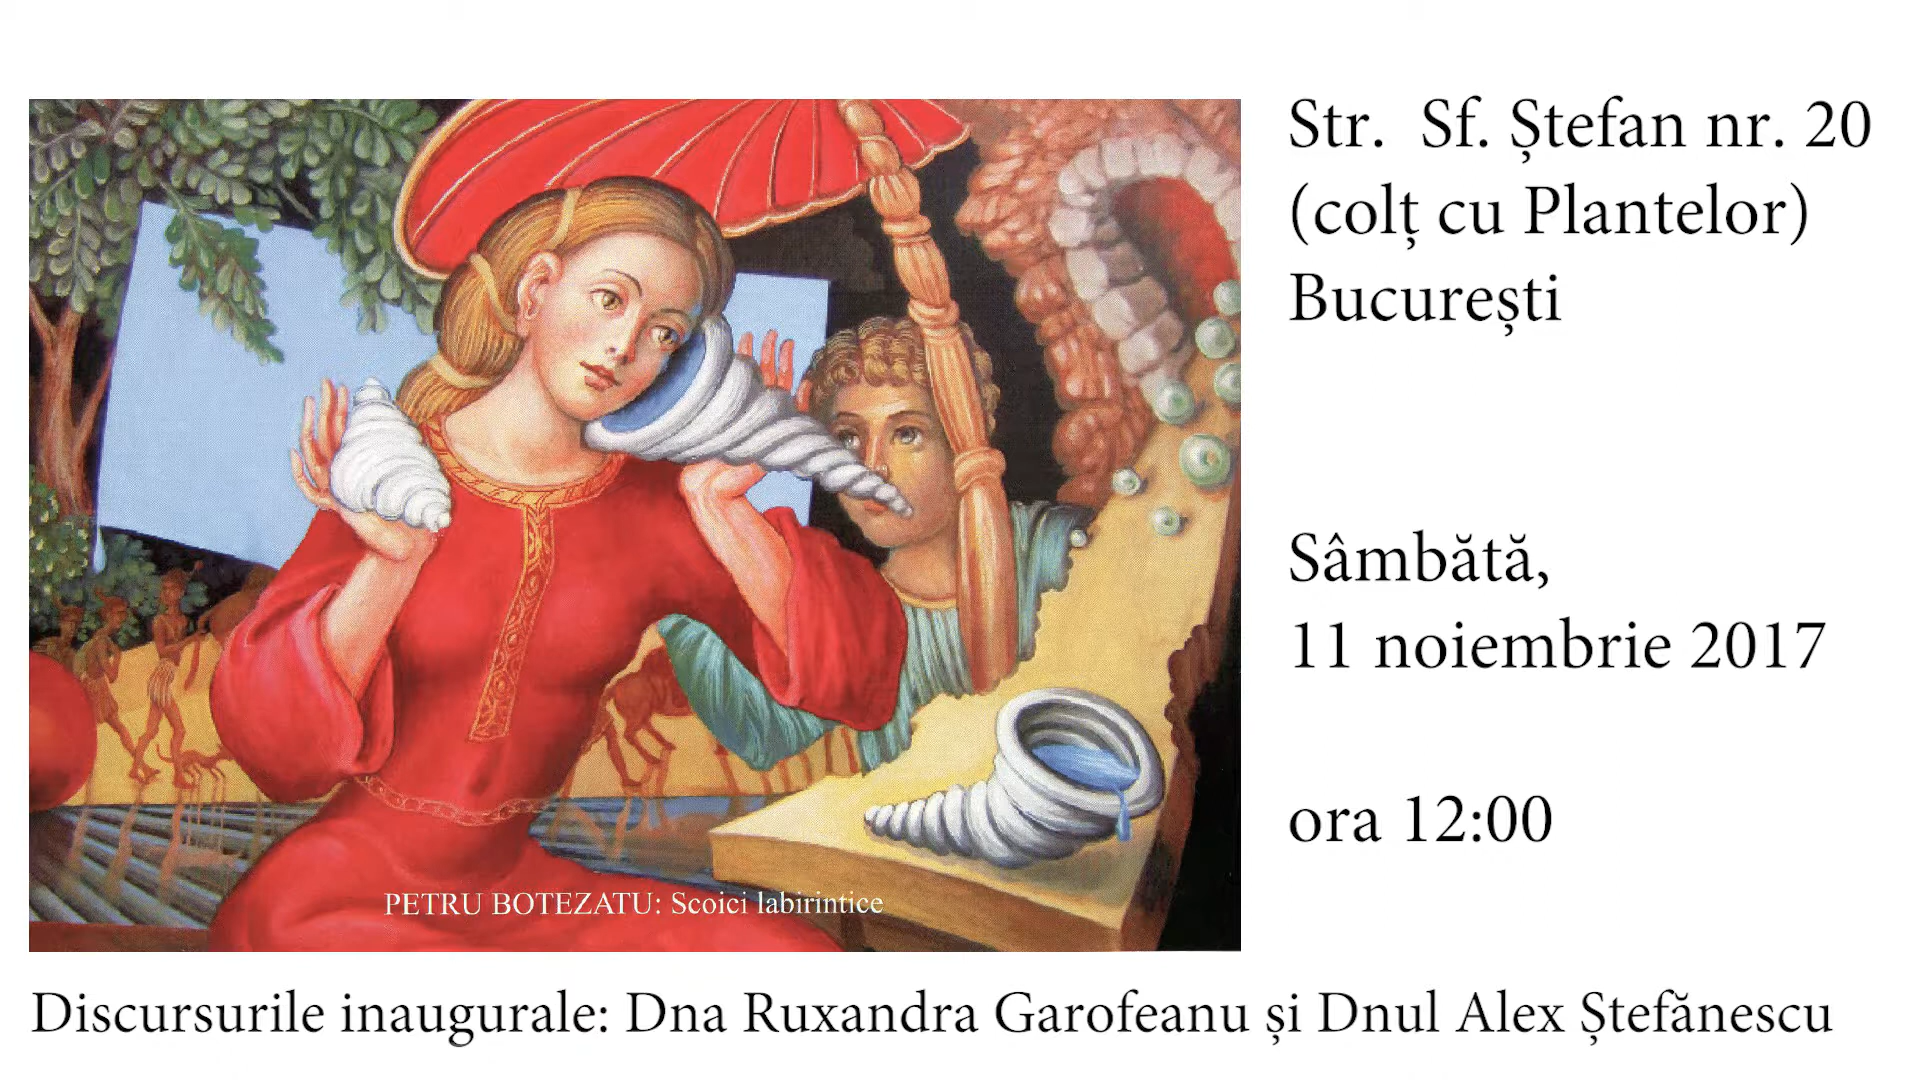 Str.  Sf. Ștefan nr. 20
(colț cu Plantelor)
București
Sâmbătă,
11 noiembrie 2017
ora 12:00
PETRU BOTEZATU: Scoici labirintice
Discursurile inaugurale: Dna Ruxandra Garofeanu și Dnul Alex Ștefănescu